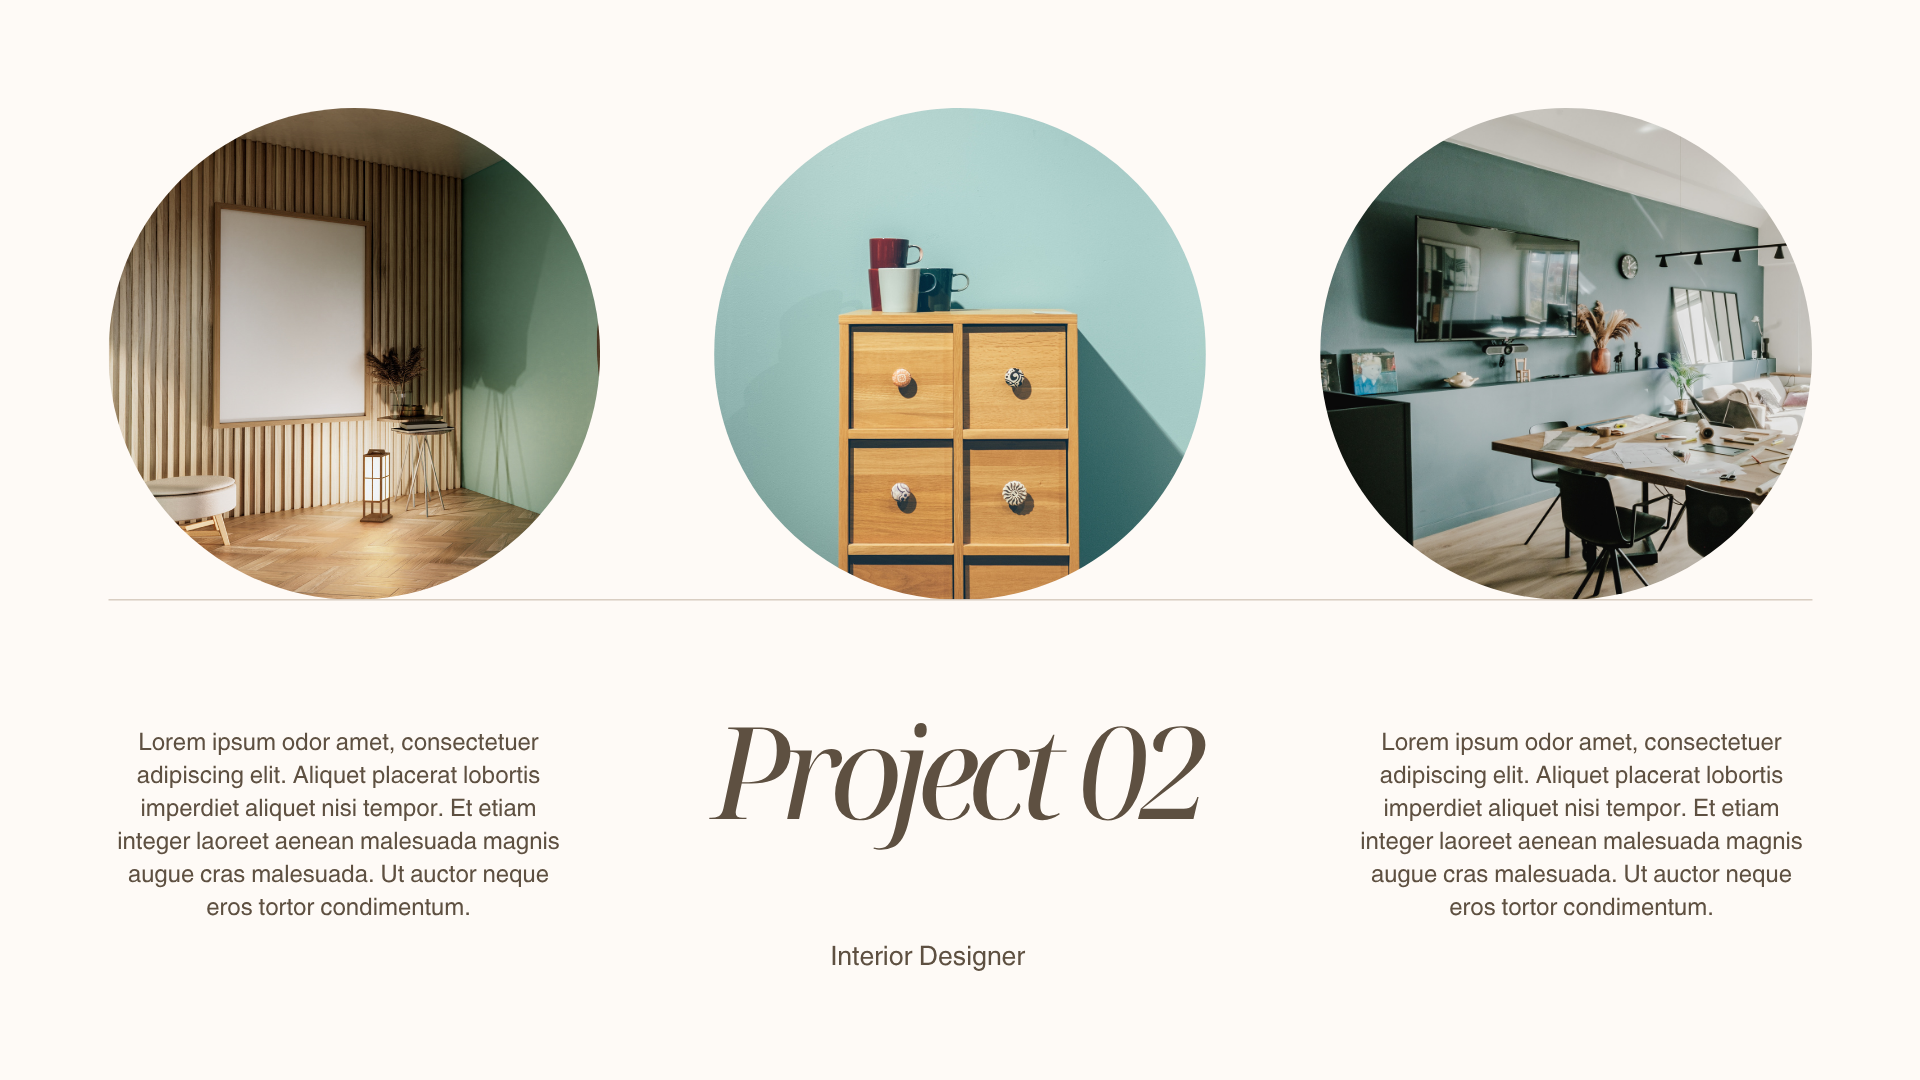 Lorem ipsum odor amet, consectetuer
adipiscing elit. Aliquet placerat lobortis
imperdiet aliquet nisi tempor. Et etiam
integer laoreet aenean malesuada magnis
augue cras malesuada. Ut auctor neque
eros tortor condimentum.
Project 02
Interior Designer
Lorem ipsum odor amet, consectetuer
adipiscing elit. Aliquet placerat lobortis
imperdiet aliquet nisi tempor. Et etiam
integer laoreet aenean malesuada magnis
augue cras malesuada. Ut auctor neque
eros tortor condimentum.